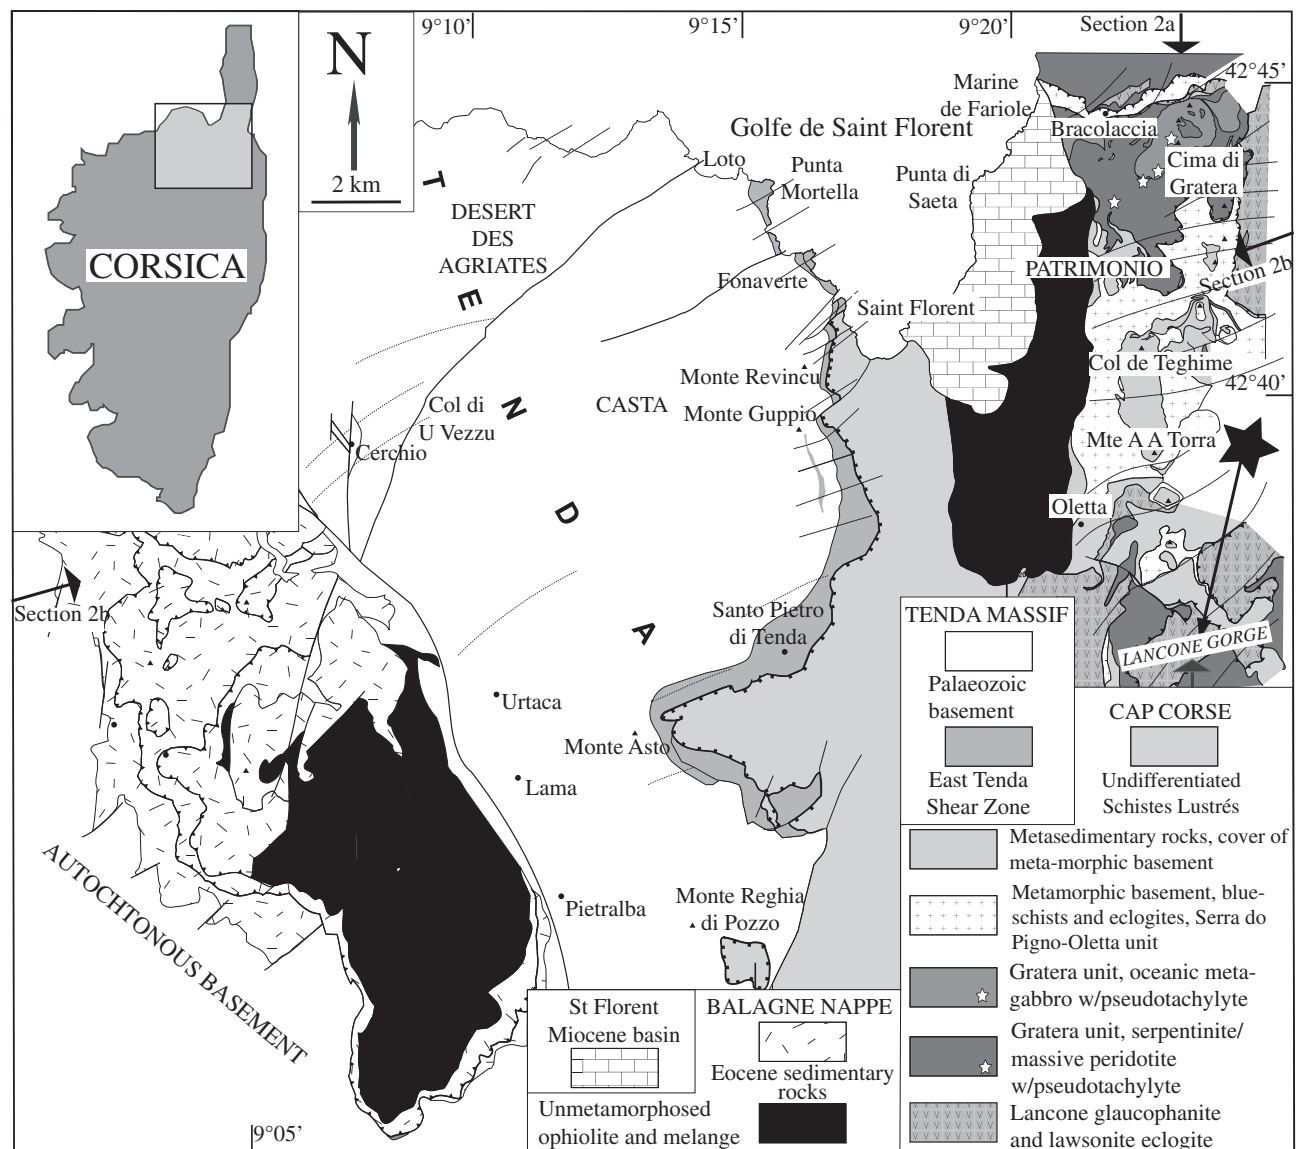 9°10’
9°15’
9°20’
Section 2a
42°45’
N
2 km
CORSICA
Marine
de Fariole
Golfe de Saint Florent
Bracolaccia
Loto
Punta
Mortella
Punta di
Saeta
Cima di
Gratera
DESERT
DES
AGRIATES
T
E
N
D
A
PATRIMONIO
Section 2b
Fonaverte
Saint Florent
Monte Revincu
Col de Teghime
42°40’
Col di
U Vezzu
CASTA
Monte Guppio
Cerchio
Mte A A Torra
Oletta
Section 2b
Santo Pietro
di Tenda
LANCONE GORGE
Urtaca
Monte Asto
Lama
Pietralba
Monte Reghia
di Pozzo
AUTOCHTONOUS BASEMENT
9°05’
TENDA MASSIF
Palaeozoic
basement
East Tenda
Shear Zone
CAP CORSE
Undifferentiated
Schistes Lustrés
Metasedimentary rocks, cover of
meta-morphic basement
Metamorphic basement, blue-
schists and eclogites, Serra do
Pigno-Oletta unit
Gratera unit, oceanic meta-
gabbro w/pseudotachylyte
Gratera unit, serpentinite/
massive peridotite
w/pseudotachylyte
Lancone glaucophanite
and lawsonite eclogite
St Florent
Miocene basin
BALAGNE NAPPE
Eocene sedimentary
rocks
Unmetamorphosed
ophiolite and melange